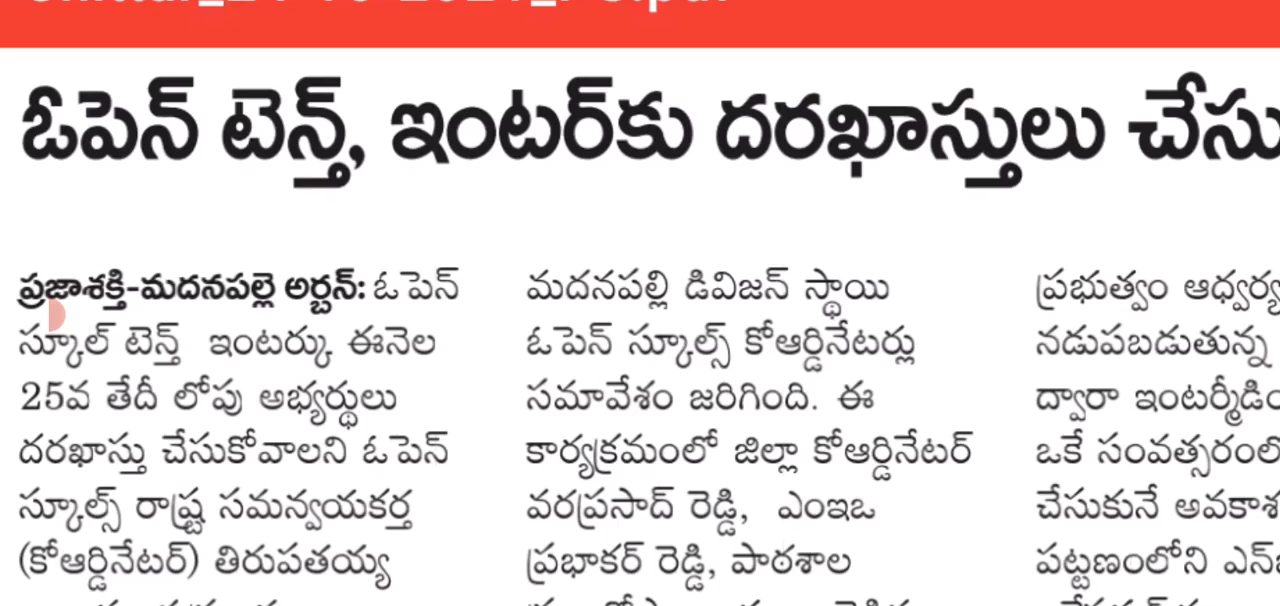 ఓపెన్ టెన్త్, ఇంటర్‌కు దరఖాస్తులు చేసు
ప్రజాశక్తి-మదనపల్లె అర్బన్: ఓపెన్
స్కూల్ టెన్త్ ఇంటర్కు ఈనెల
25వ తేదీ లోపు అభ్యర్థులు
దరఖాస్తు చేసుకోవాలని ఓపెన్
స్కూల్స్ రాష్ట్ర సమన్వయకర్త
(కోఆర్డినేటర్) తిరుపతయ్య
మదనపల్లి డివిజన్ స్థాయి
ఓపెన్ స్కూల్స్ కోఆర్డినేటర్లు
సమావేశం జరిగింది. ఈ
కార్యక్రమంలో జిల్లా కోఆర్డినేటర్
వరప్రసాద్ రెడ్డి, ఎంఇఒ
ప్రభాకర్ రెడ్డి, పాఠశాల
ప్రభుత్వం ఆధ్వర్య
నడుపబడుతున్న
ద్వారా ఇంటర్మీడి
ఒకే సంవత్సరంల
చేసుకునే అవకాశ
పట్టణంలోని